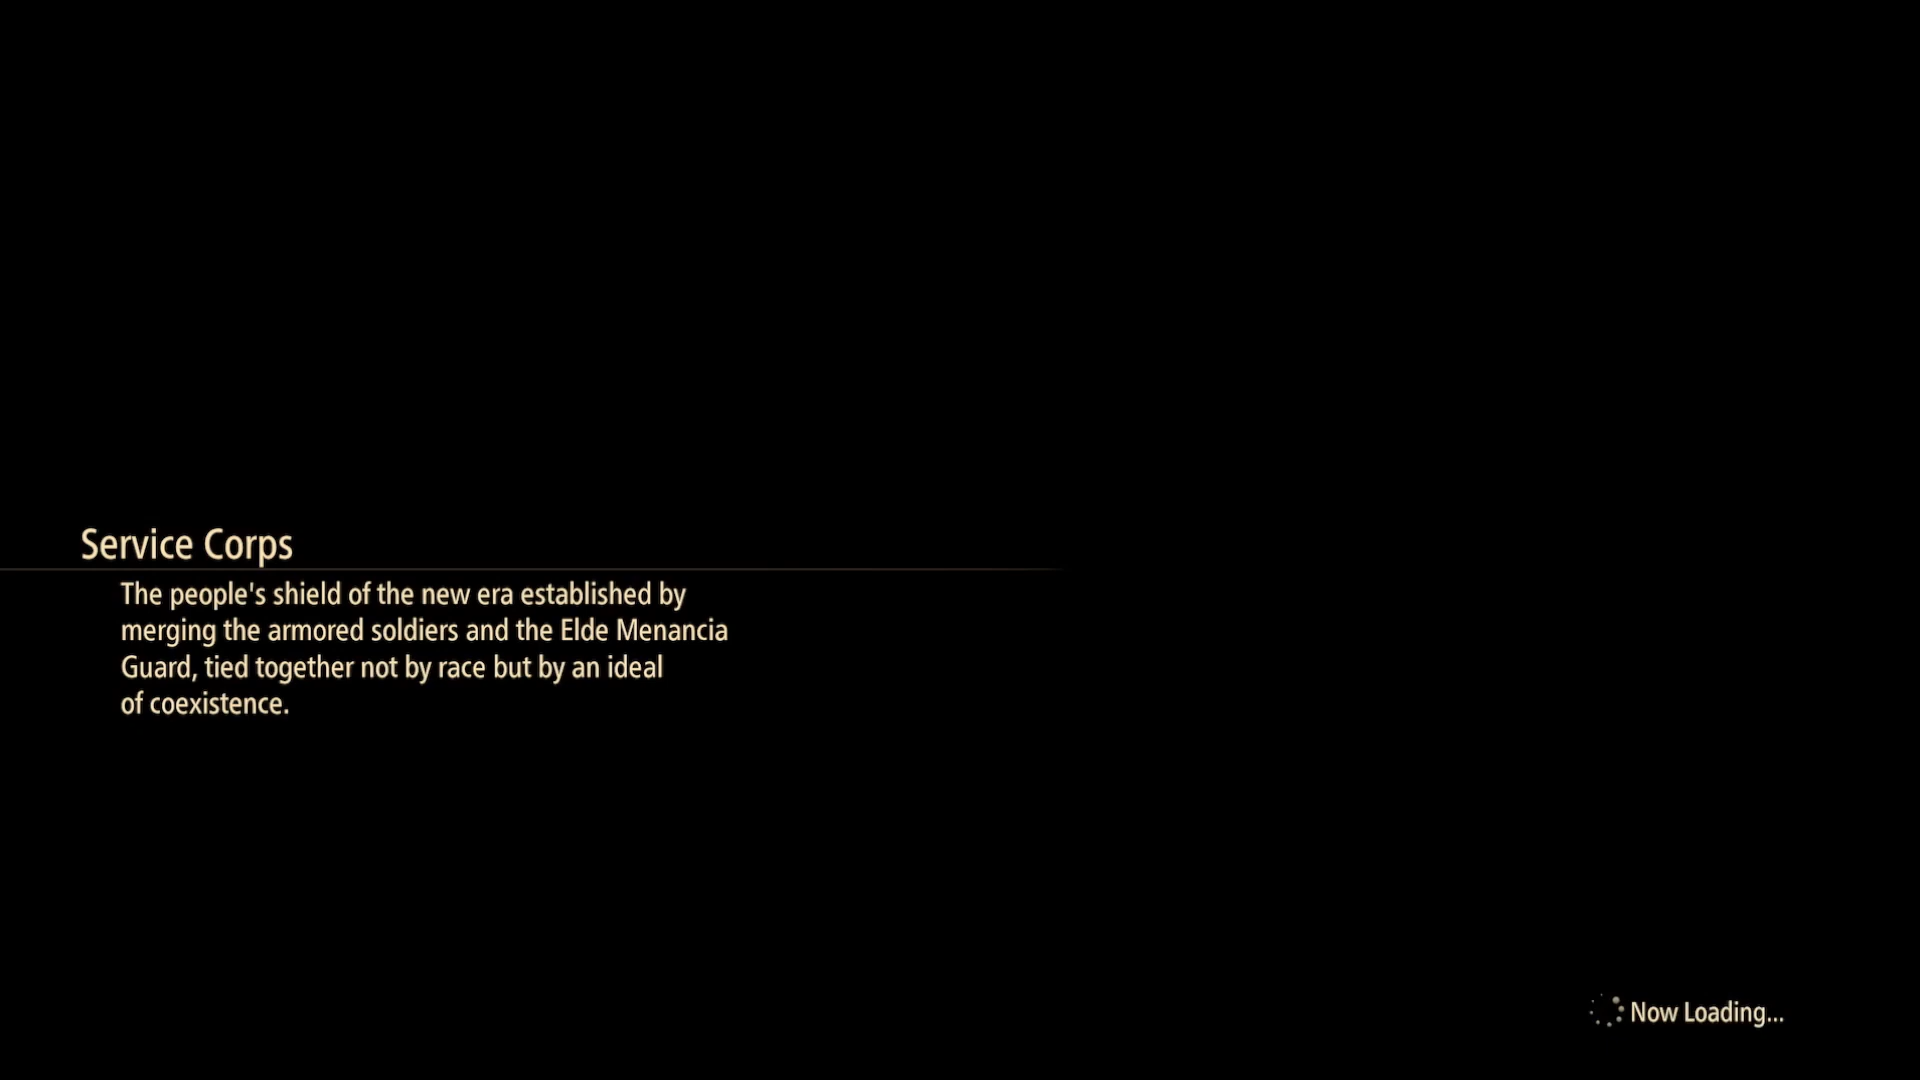 Service Corps
The people's shield of the new era established by
merging the armored soldiers and the Elde Menancia
Guard, tied together not by race but by an ideal
of coexistence.
Now Loading...